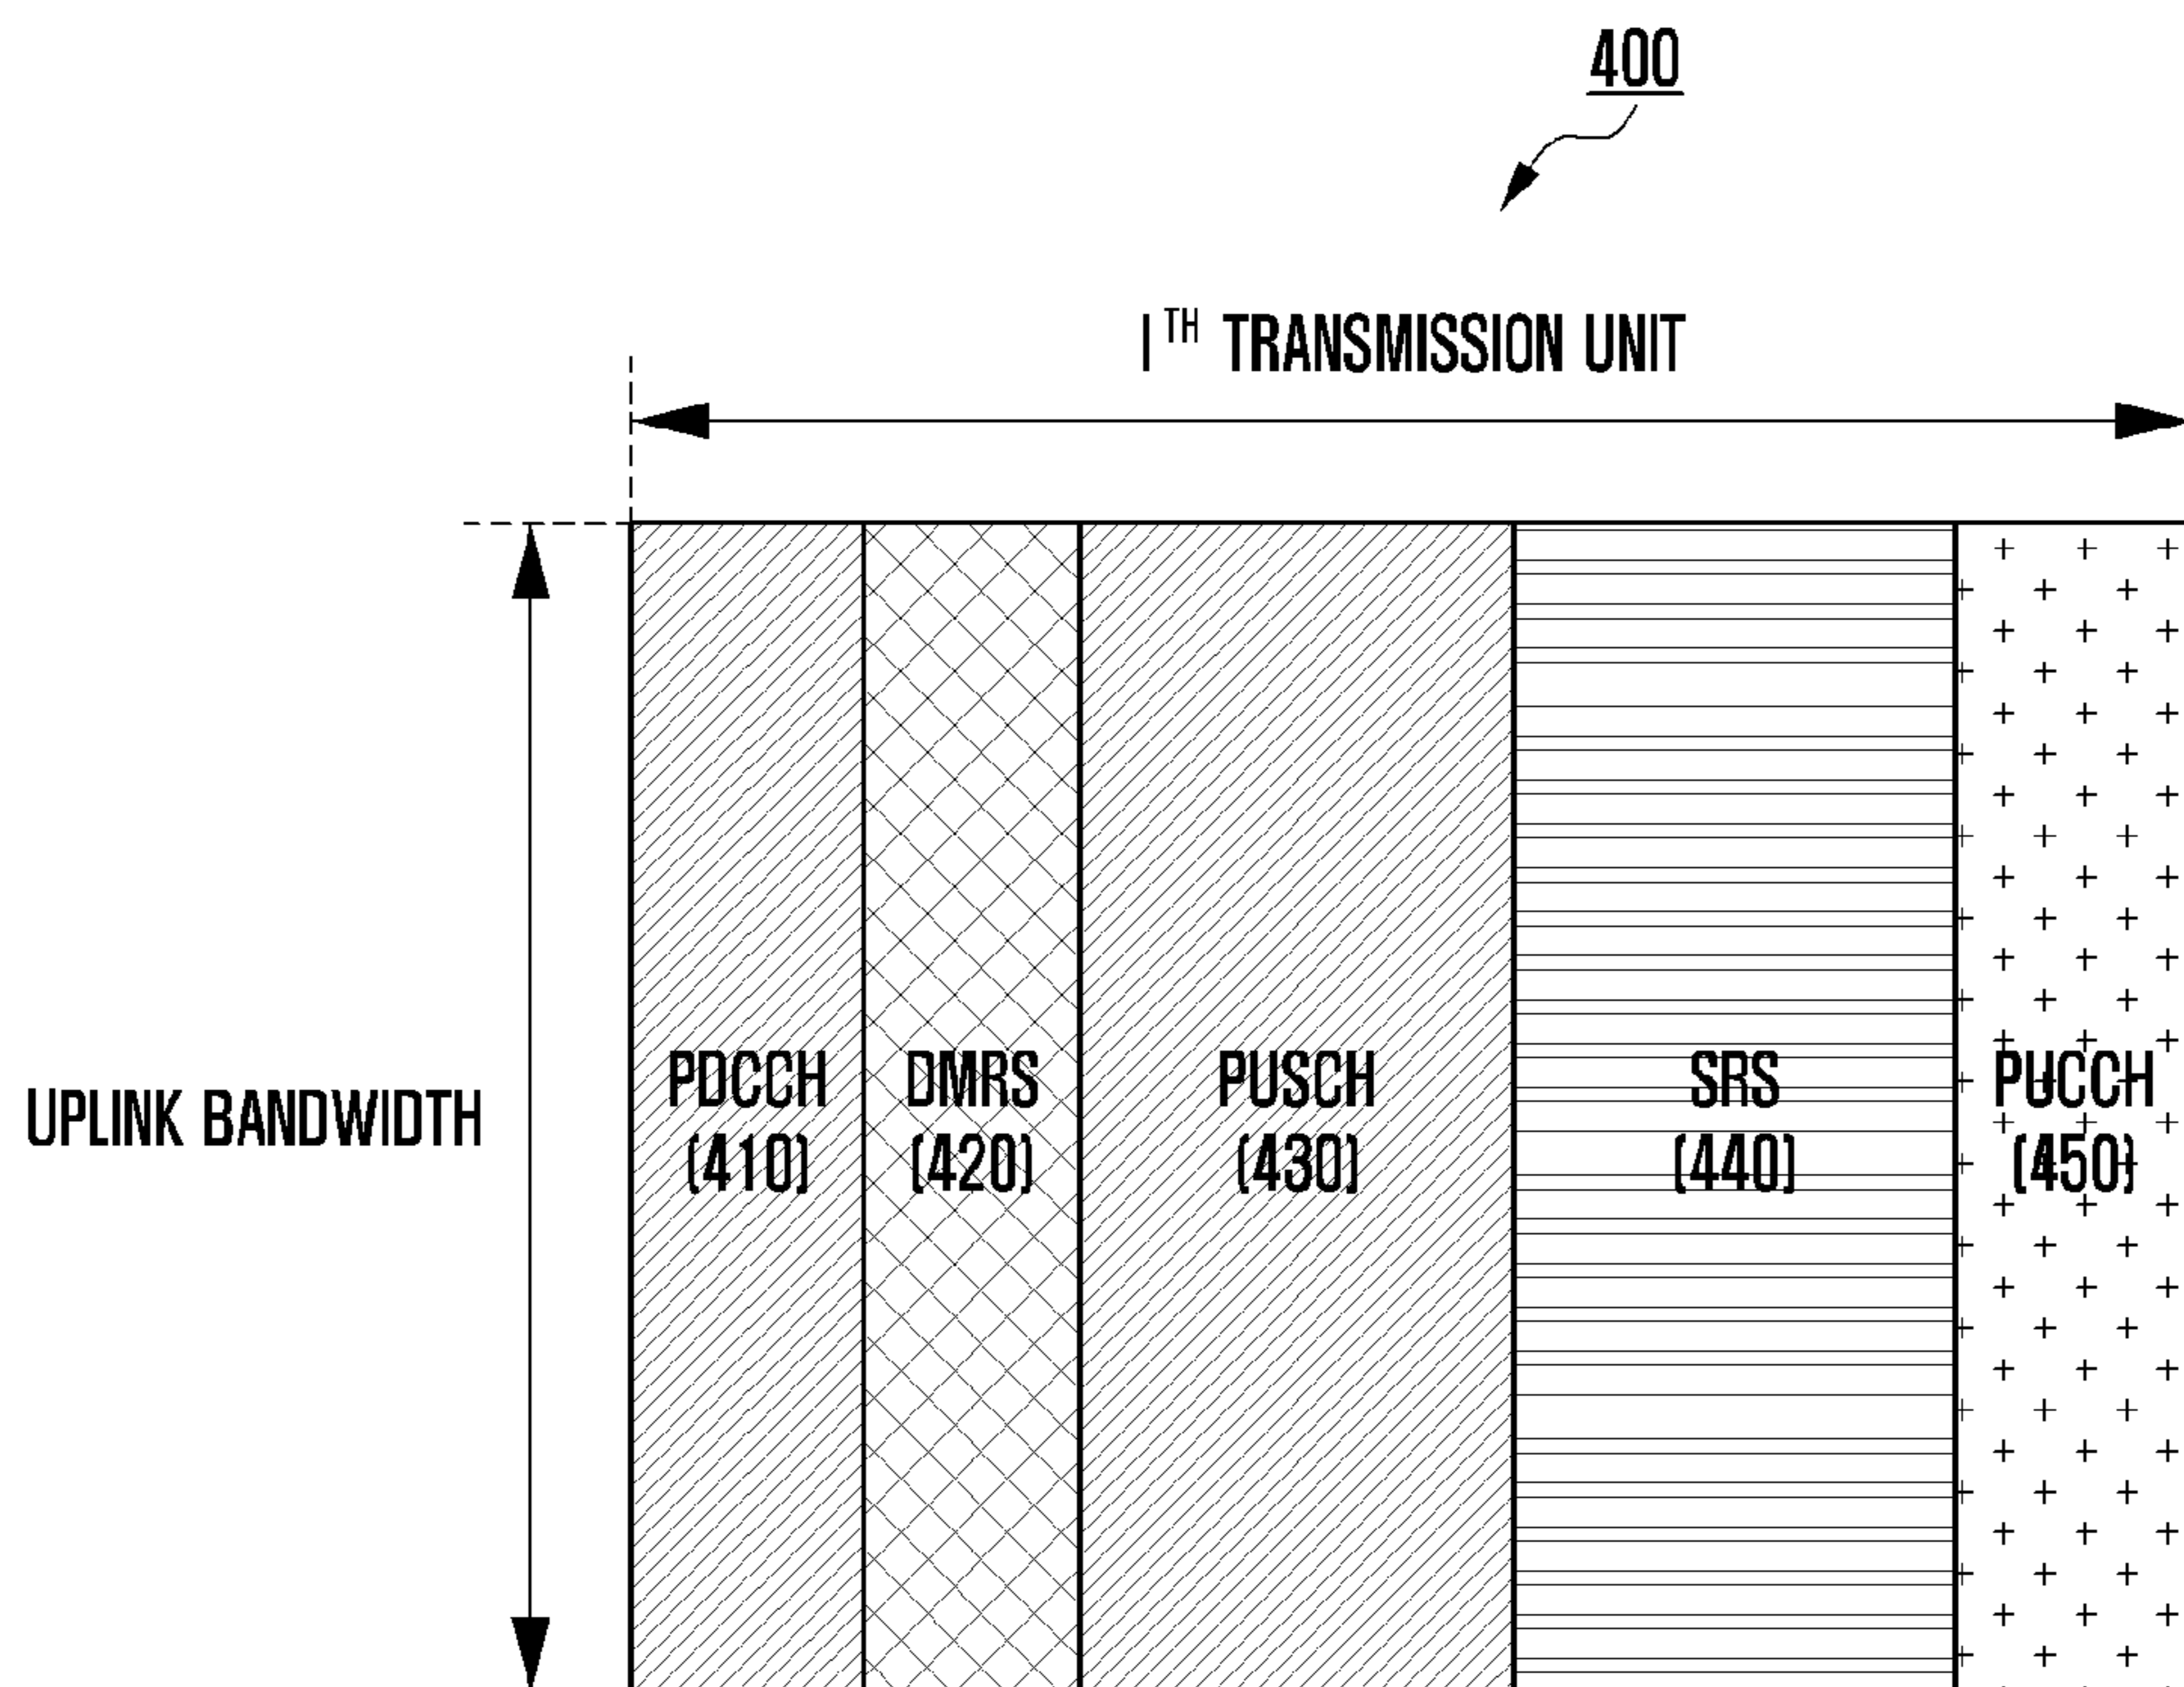 400
I TH TRANSMISSION UNIT
UPLINK BANDWIDTH
PDCCH
(410)
DMRS
(420)
PUSCH
(430)
SRS
(440)
PUCCH
(450)